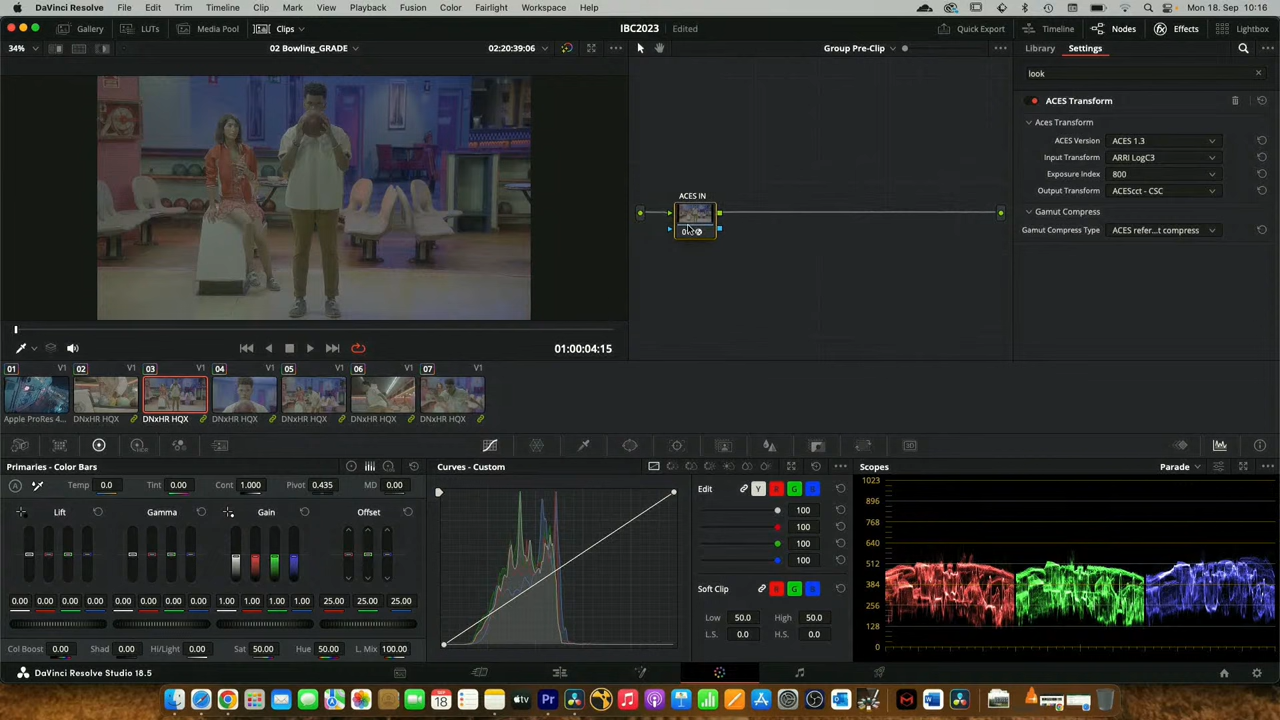 DaVinci Resolve File Edit Trim Timeline Clip Mark View Playback Fusion Color Fairlight Workspace Help Mon 18. Sep 10:16
Gallery LUTs Media Pool Clips IBC2023 Edited Quick Export Timeline Nodes Effects Lightbox
34% 02 Bowling_GRADE 02:20:39:06 Group Pre-Clip Library Settings
look
ACES Transform
Aces Transform
ACES Version ACES 1.3
Input Transform ARRI LogC3
Exposure Index 800
Output Transform ACEScct - CSC
Gamut Compress
Gamut Compress Type ACES refer...t compress
ACES IN
01:00:04:15
01 V1 02 V1 03 V1 04 V1 05 V1 06 V1 07 V1
Apple ProRes 4... DNxHR HQX DNxHR HQX DNxHR HQX DNxHR HQX DNxHR HQX DNxHR HQX
Primaries - Color Bars Curves - Custom Edit Y R G B Scopes Parade
A Temp 0.0 Tint 0.00 Cont 1.000 Pivot 0.435 MD 0.00
Lift Gamma Gain Offset
0.00 0.00 0.00 0.00 0.00 0.00 0.00 0.00 1.00 1.00 1.00 1.00 25.00 25.00 25.00
Col Boost 0.00 Shad 0.00 Hi/Light 0.00 Sat 50.00 Hue 50.00 L. Mix 100.00
100
100
100
100
Soft Clip R G B
Low 50.0 High 50.0
L.S. 0.0 H.S. 0.0
1023
896
768
640
512
384
256
128
0
DaVinci Resolve Studio 18.5
SEP
18
tv
Pr
W